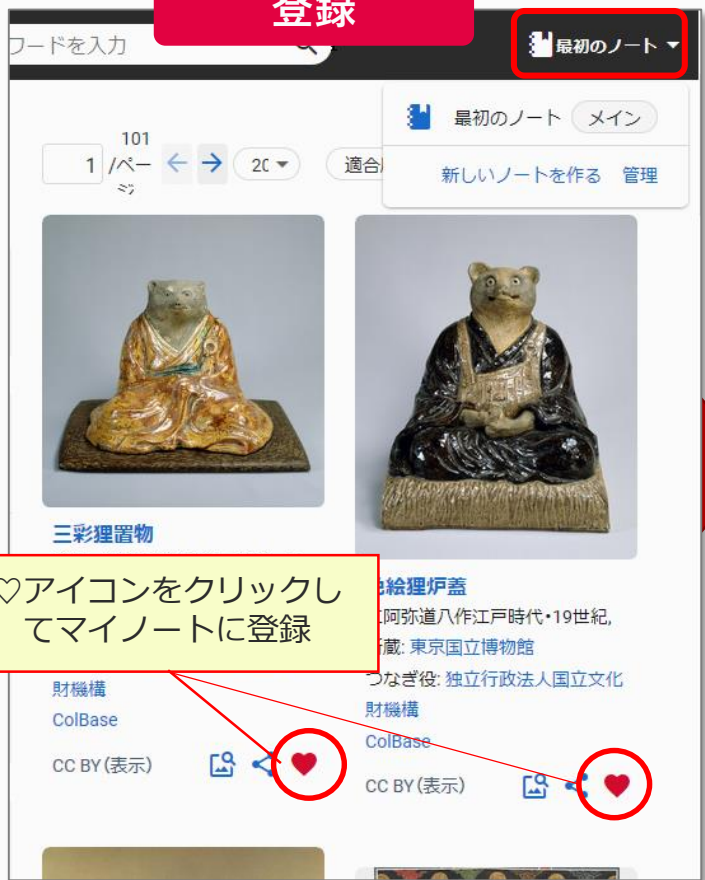 登録
ワードを入力
最初のノート
最初のノート メイン
新しいノートを作る 管理
101
1 /ペー
ジ
20
適合
三彩狸置物
♡アイコンをクリックし
てマイノートに登録
絵狸炉蓋
阿弥道八作江戸時代・19世紀,
蔵: 東京国立博物館
つなぎ役: 独立行政法人国立文化
財機構
ColBase
CC BY(表示)
財機構
ColBase
CC BY(表示)